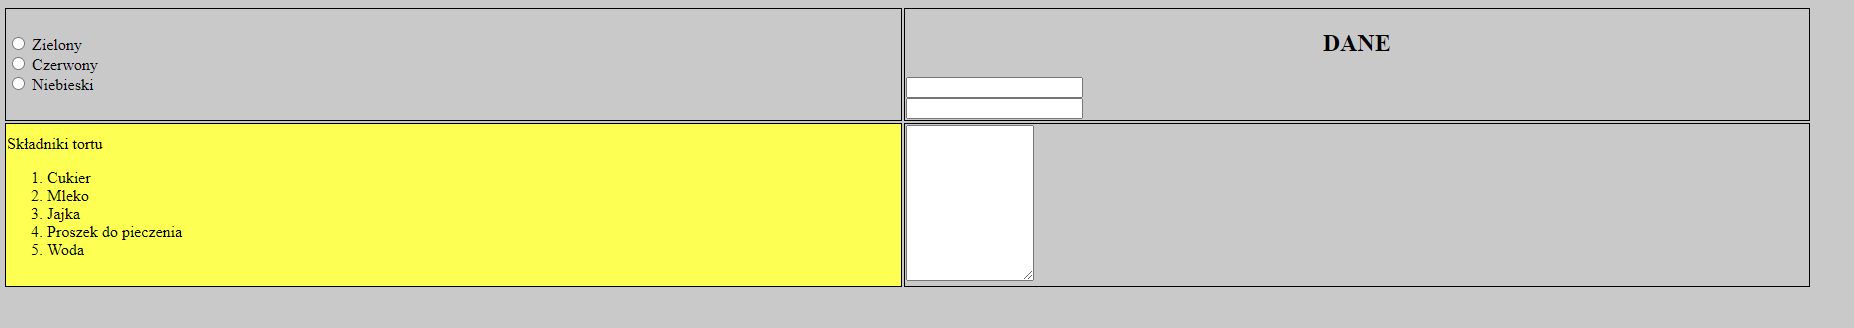 Zielony
Czerwony
Niebieski
DANE
Składniki tortu
1. Cukier
2. Mleko
3. Jajka
4. Proszek do pieczenia
5. Woda